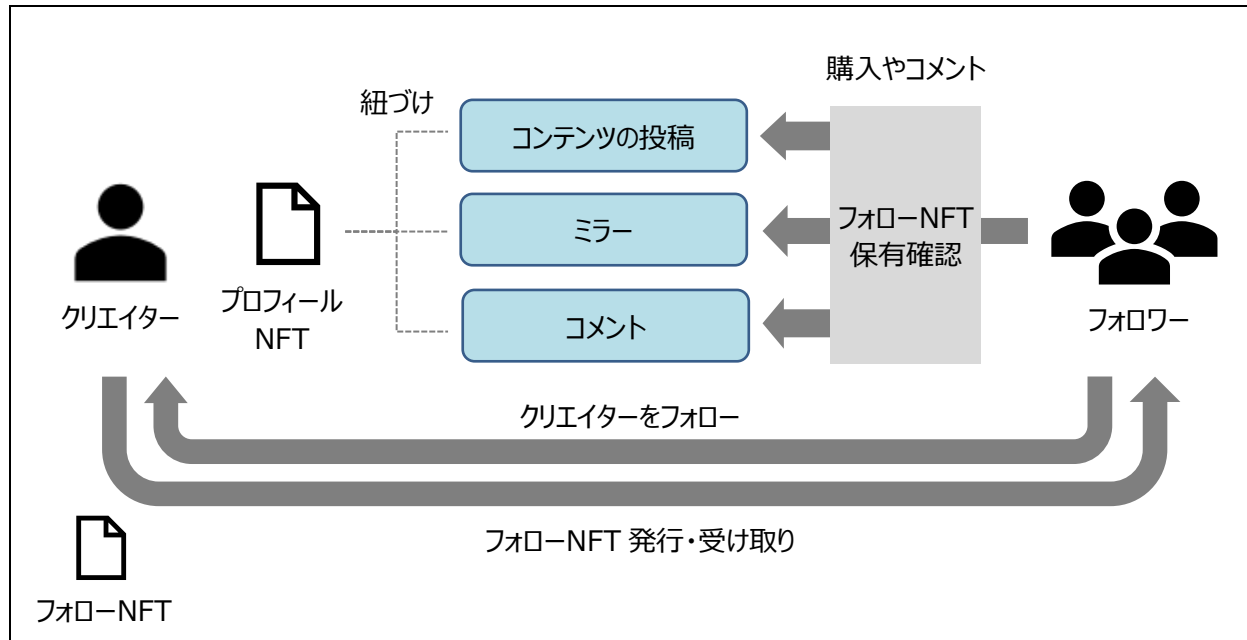 購入やコメント
紐づけ
コンテンツの投稿
ミラー
コメント
フォローNFT
保有確認
クリエイター
プロフィール
NFT
フォロワー
クリエイターをフォロー
フォローNFT 発行・受け取り
フォローNFT